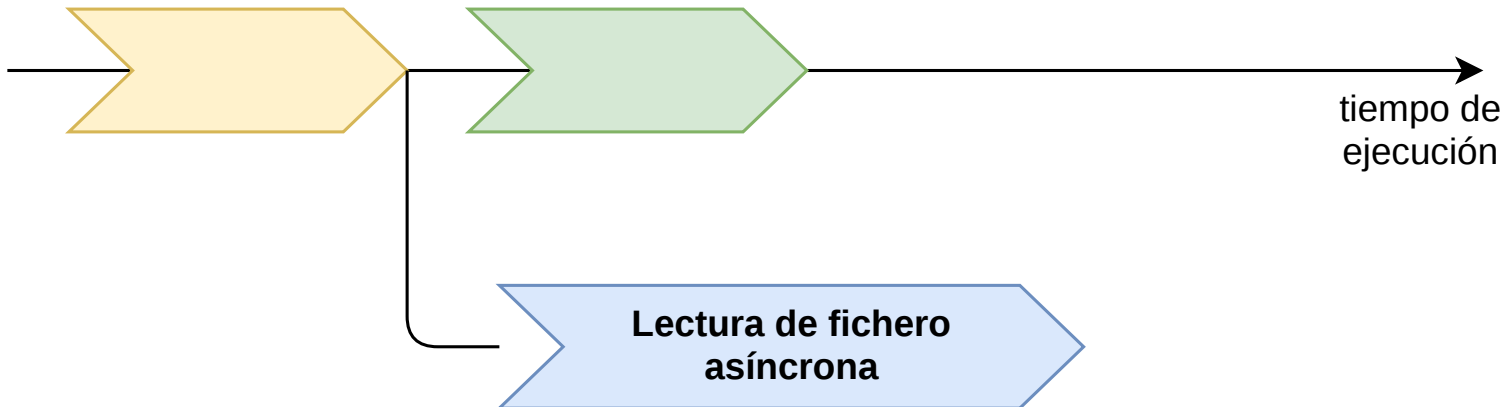 tiempo de
ejecución
Lectura de fichero
asíncrona